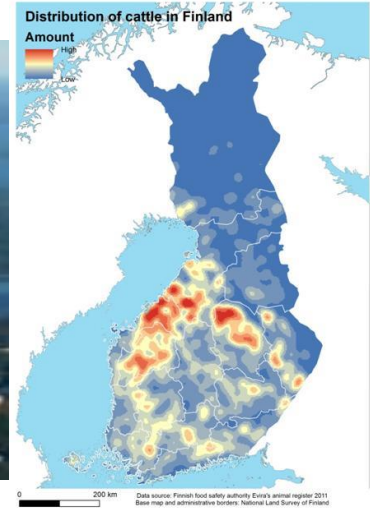 Distribution of cattle in Finland
Amount
High
Low
0 200 km
Data source: Finnish food safety authority Evira's animal register 2011
Base map and administrative borders: National Land Survey of Finland